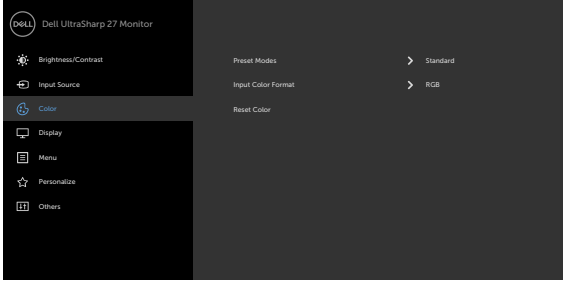 DELL Dell UltraSharp 27 Monitor
Brightness/Contrast
Input Source
Color
Display
Menu
Personalize
Others
Preset Modes Standard
Input Color Format RGB
Reset Color